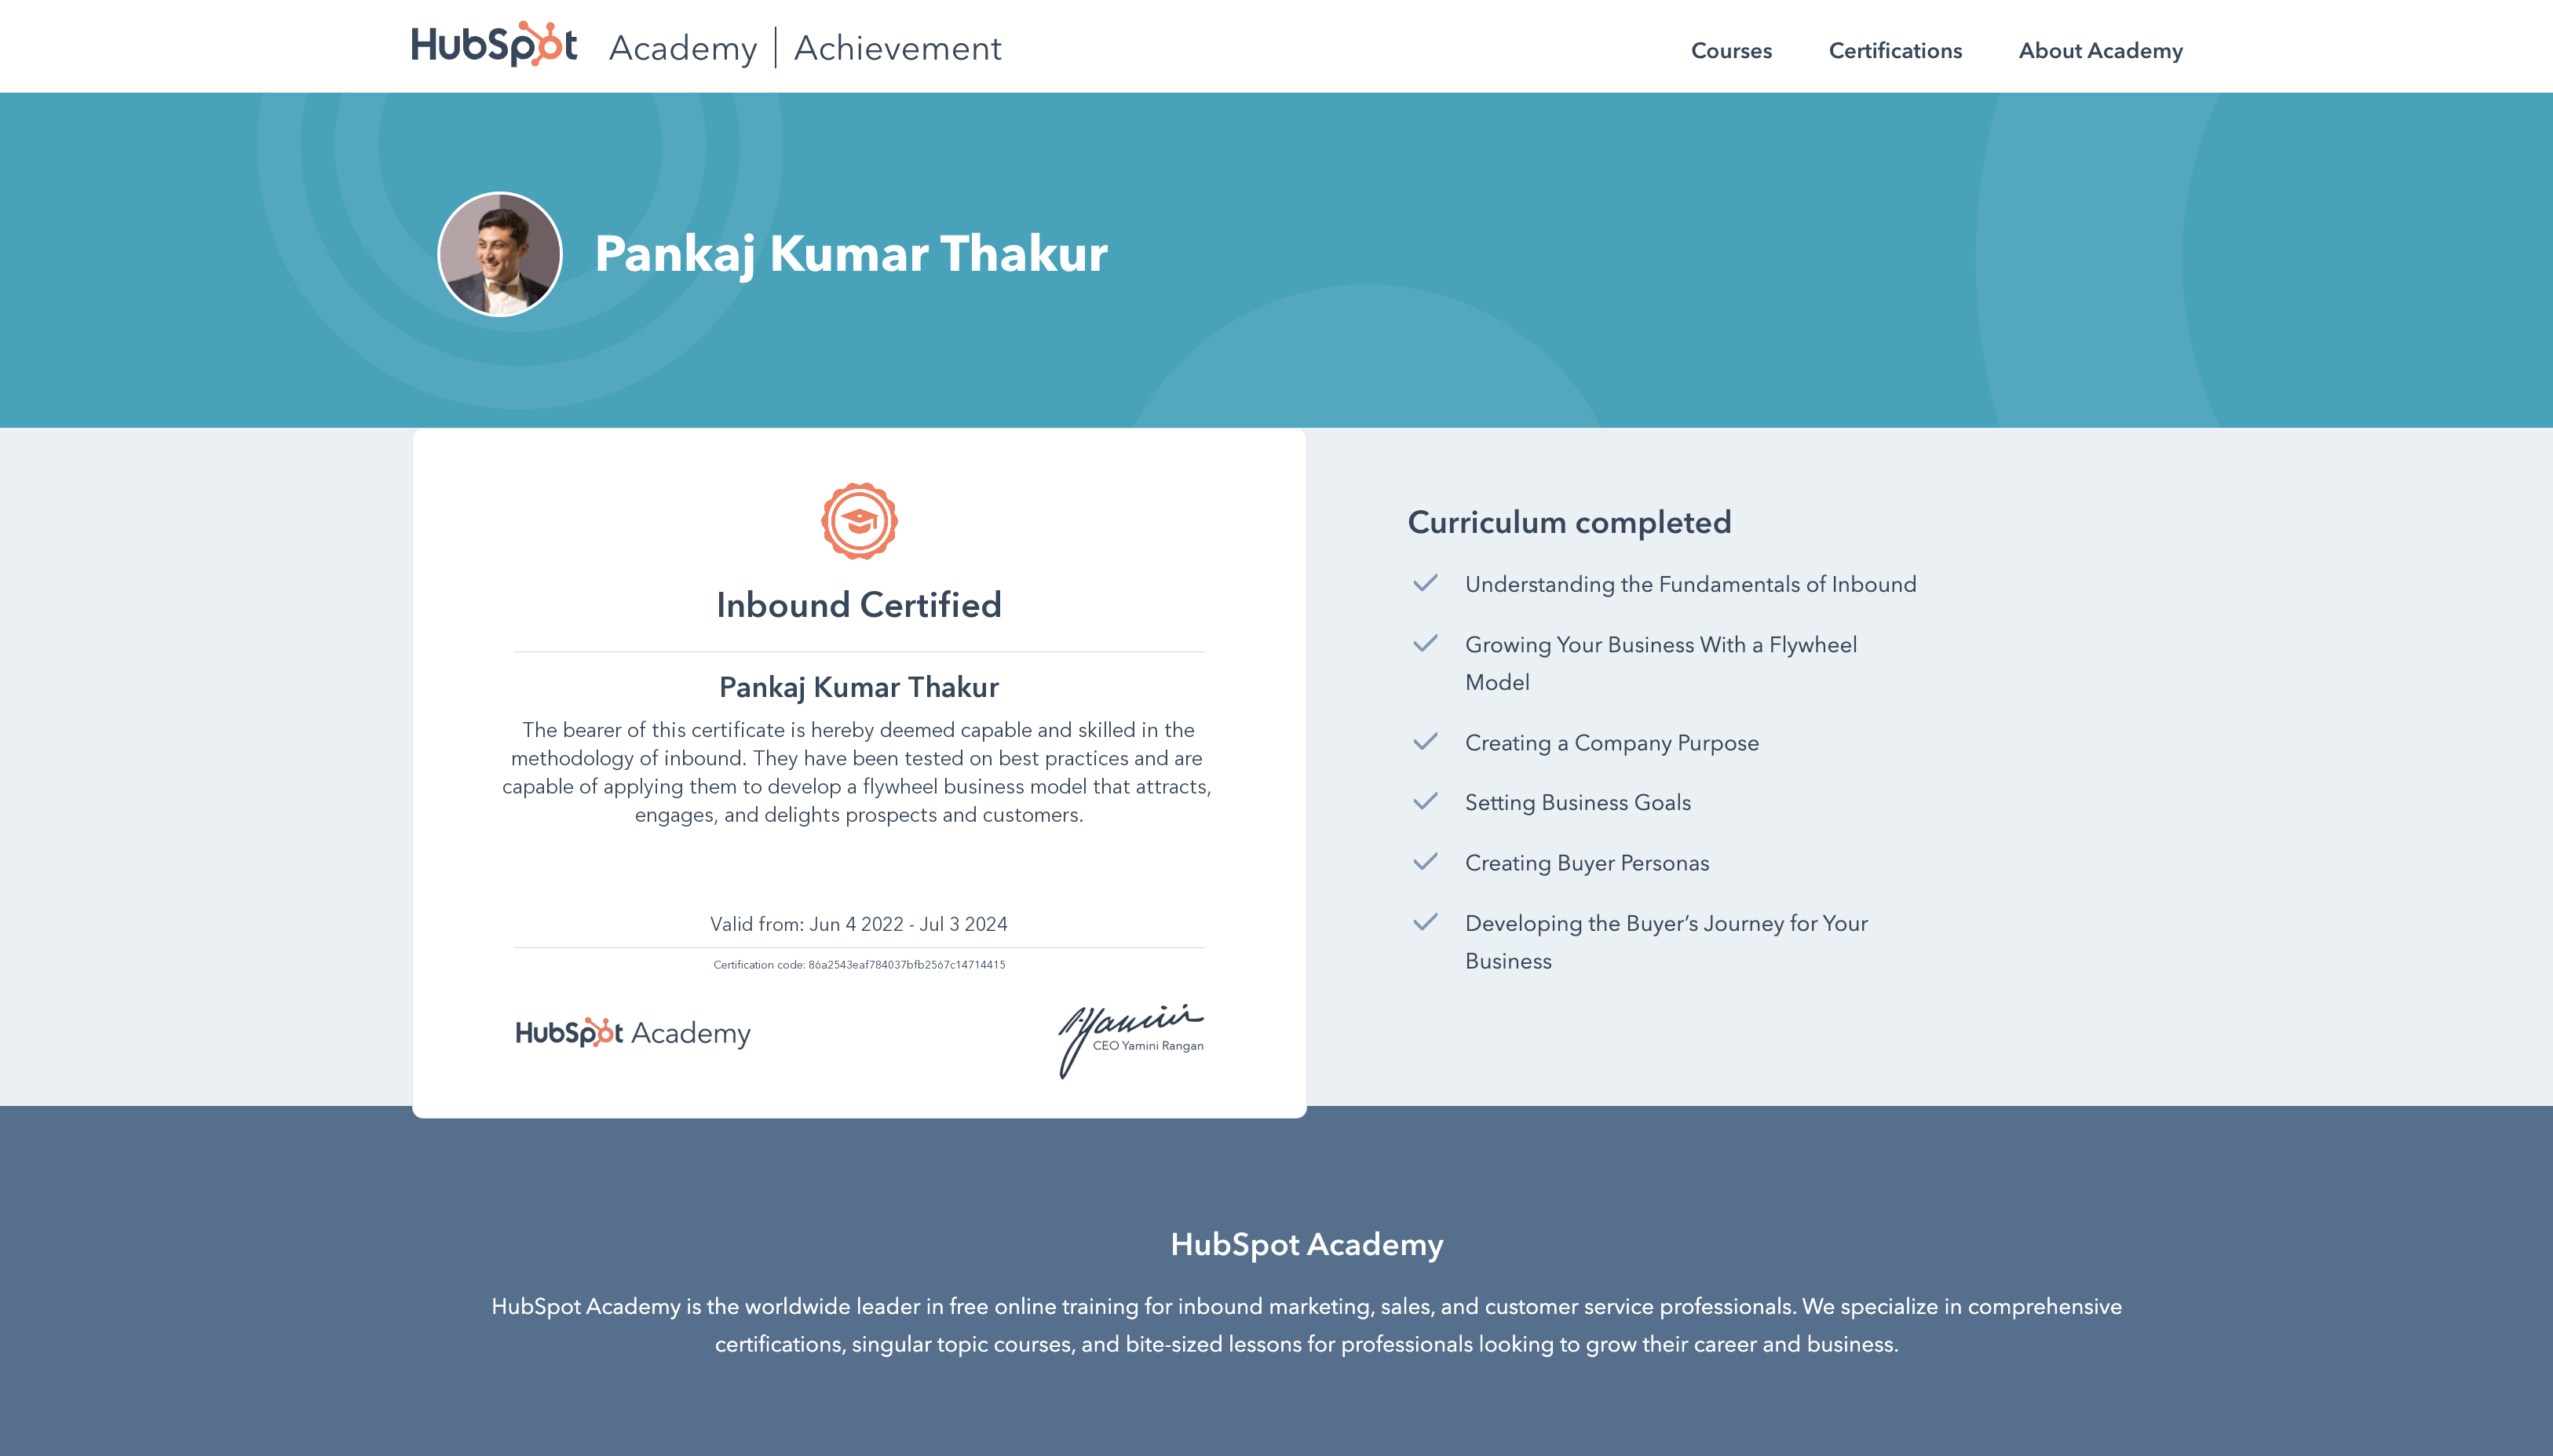 HubSpot Academy | Achievement
Courses Certifications About Academy
Pankaj Kumar Thakur
Inbound Certified
Pankaj Kumar Thakur
The bearer of this certificate is hereby deemed capable and skilled in the
methodology of inbound. They have been tested on best practices and are
capable of applying them to develop a flywheel business model that attracts,
engages, and delights prospects and customers.
Valid from: Jun 4 2022 - Jul 3 2024
Certification code: 86a2543eaf784037bfb2567c14714415
HubSpot Academy
Yamini
CEO Yamini Rangan
Curriculum completed
Understanding the Fundamentals of Inbound
Growing Your Business With a Flywheel
Model
Creating a Company Purpose
Setting Business Goals
Creating Buyer Personas
Developing the Buyer’s Journey for Your
Business
HubSpot Academy
HubSpot Academy is the worldwide leader in free online training for inbound marketing, sales, and customer service professionals. We specialize in comprehensive
certifications, singular topic courses, and bite-sized lessons for professionals looking to grow their career and business.